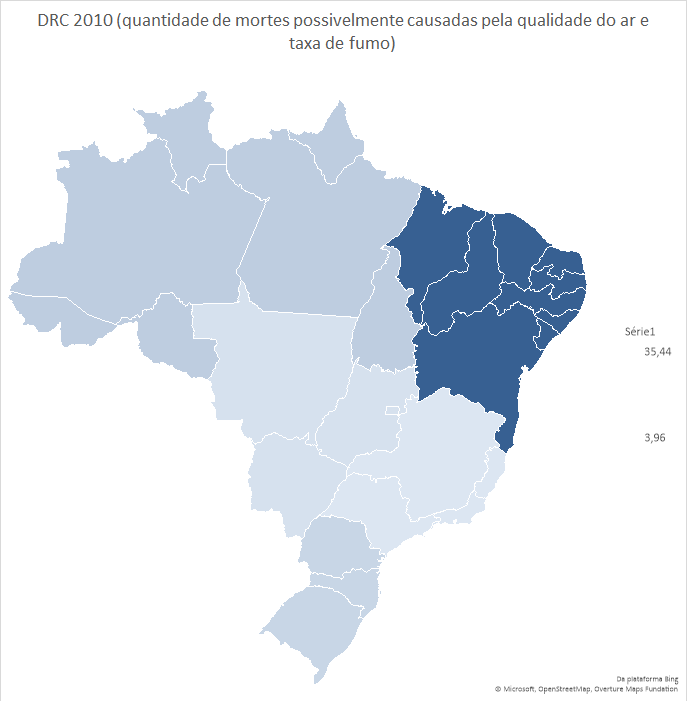 DRC 2010 (quantidade de mortes possivelmente causadas pela qualidade do ar e
taxa de fumo)
Série1
35,44
3,96
Da plataforma Bing
© Microsoft, OpenStreetMap, Overture Maps Fundation